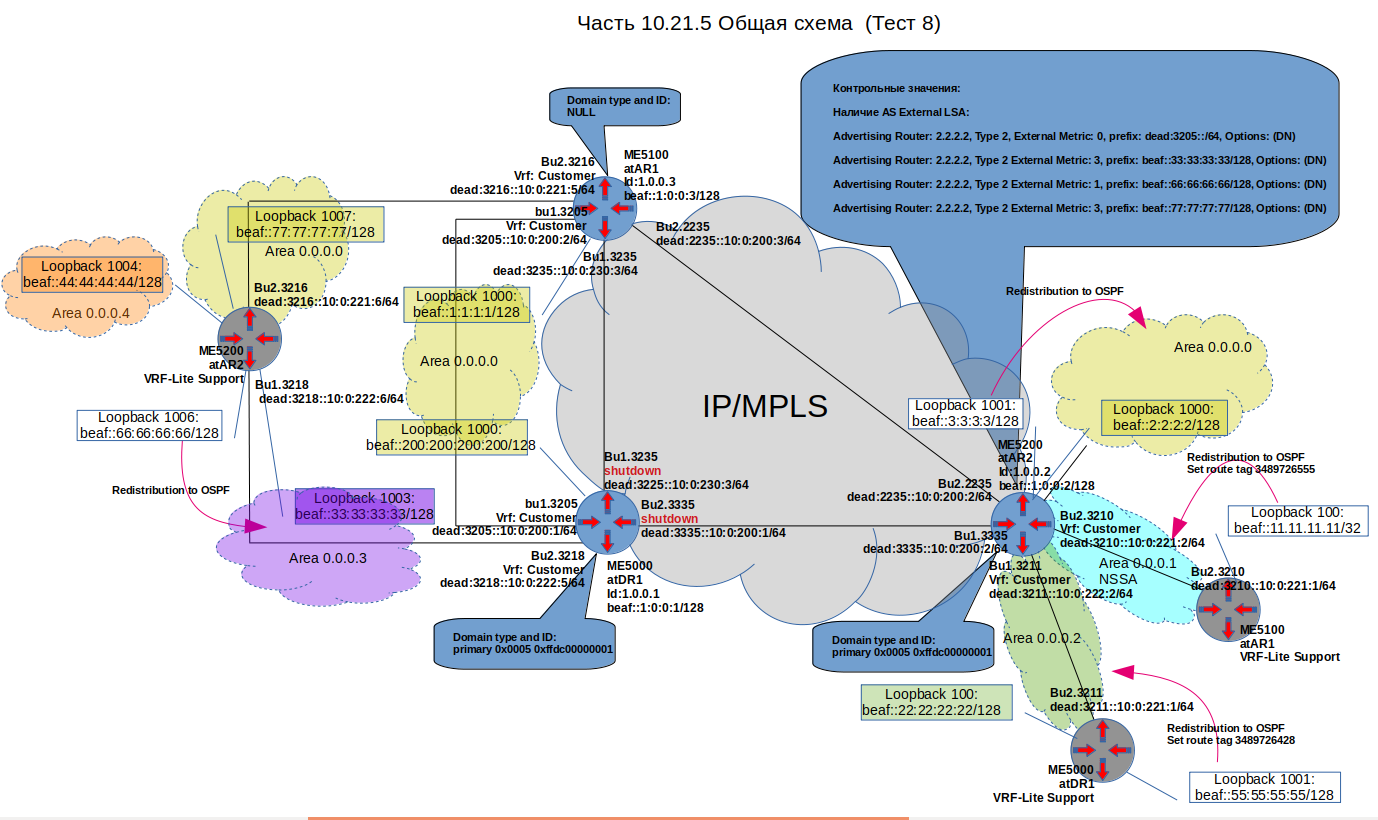 Часть 10.21.5 Общая схема  (Тест 8)
Domain type and ID:
NULL
Контрольные значения:
Наличие AS External LSA:
Advertising Router: 2.2.2.2, Type 2, External Metric: 0, prefix: dead:3205::/64, Options: (DN)
Advertising Router: 2.2.2.2, Type 2 External Metric: 3, prefix: beaf::33:33:33:33/128, Options: (DN)
Advertising Router: 2.2.2.2, Type 2 External Metric: 1, prefix: beaf::66:66:66:66/128, Options: (DN)
Advertising Router: 2.2.2.2, Type 2 External Metric: 3, prefix: beaf::77:77:77:77/128, Options: (DN)
Bu2.3216
Vrf: Customer
dead:3216::10:0:221:5/64
ME5100
atAR1
Id:1.0.0.3
beaf::1:0:0:3/128
bu1.3205
Vrf: Customer
dead:3205::10:0:200:2/64
Bu2.2235
dead:2235::10:0:200:3/64
Bu1.3235
dead:3235::10:0:230:3/64
Loopback 1007:
beaf::77:77:77:77/128
Area 0.0.0.0
Loopback 1004:
beaf::44:44:44:44/128
Area 0.0.0.4
Bu2.3216
dead:3216::10:0:221:6/64
ME5200
atAR2
VRF-Lite Support
Bu1.3218
dead:3218::10:0:222:6/64
Loopback 1000:
beaf::1:1:1:1/128
Area 0.0.0.0
Loopback 1000:
beaf::200:200:200:200/128
Loopback 1006:
beaf::66:66:66:66/128
Redistribution to OSPF
Loopback 1003:
beaf::33:33:33:33/128
Area 0.0.0.3
IP/MPLS
Bu1.3235
shutdown
dead:3225::10:0:230:3/64
Bu2.3335
shutdown
dead:3335::10:0:200:1/64
bu1.3205
Vrf: Customer
dead:3205::10:0:200:1/64
Bu2.3218
Vrf: Customer
dead:3218::10:0:222:5/64
ME5000
atDR1
Id:1.0.0.1
beaf::1:0:0:1/128
Domain type and ID:
primary 0x0005 0xffdc00000001
Redistribution to OSPF
Area 0.0.0.0
Loopback 1001:
beaf::3:3:3:3/128
Loopback 1000:
beaf::2:2:2:2/128
ME5200
atAR2
Id:1.0.0.2
beaf::1:0:0:2/128
Bu2.2235
dead:2235::10:0:200:2/64
Redistribution to OSPF
Set route tag 3489726555
Loopback 100:
beaf::11.11.11.11/32
Bu1.3335
dead:3335::10:0:200:2/64
Bu2.3210
Vrf: Customer
dead:3210::10:0:221:2/64
Bu1.3211
Vrf: Customer
dead:3211::10:0:222:2/64
Area 0.0.0.1
NSSA
Bu2.3210
dead:3210::10:0:221:1/64
ME5100
atAR1
VRF-Lite Support
Area 0.0.0.2
Domain type and ID:
primary 0x0005 0xffdc00000001
Loopback 100:
beaf::22:22:22:22/128
Bu2.3211
dead:3211::10:0:221:1/64
Redistribution to OSPF
Set route tag 3489726428
ME5000
atDR1
VRF-Lite Support
Loopback 1001:
beaf::55:55:55:55/128